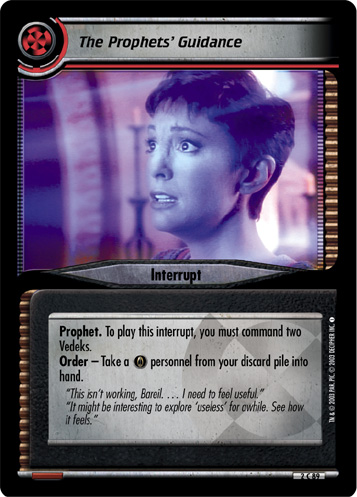 The Prophets' Guidance
Interrupt
Prophet. To play this interrupt, you must command two
Vedeks.
Order – Take a personnel from your discard pile into
hand.
"This isn't working, Bareil. . . . I need to feel useful."
"It might be interesting to explore 'useless' for awhile. See how
it feels."
TM & © 2003 PAR. PIC. © 2003 DECIPHER INC.
2 C 80